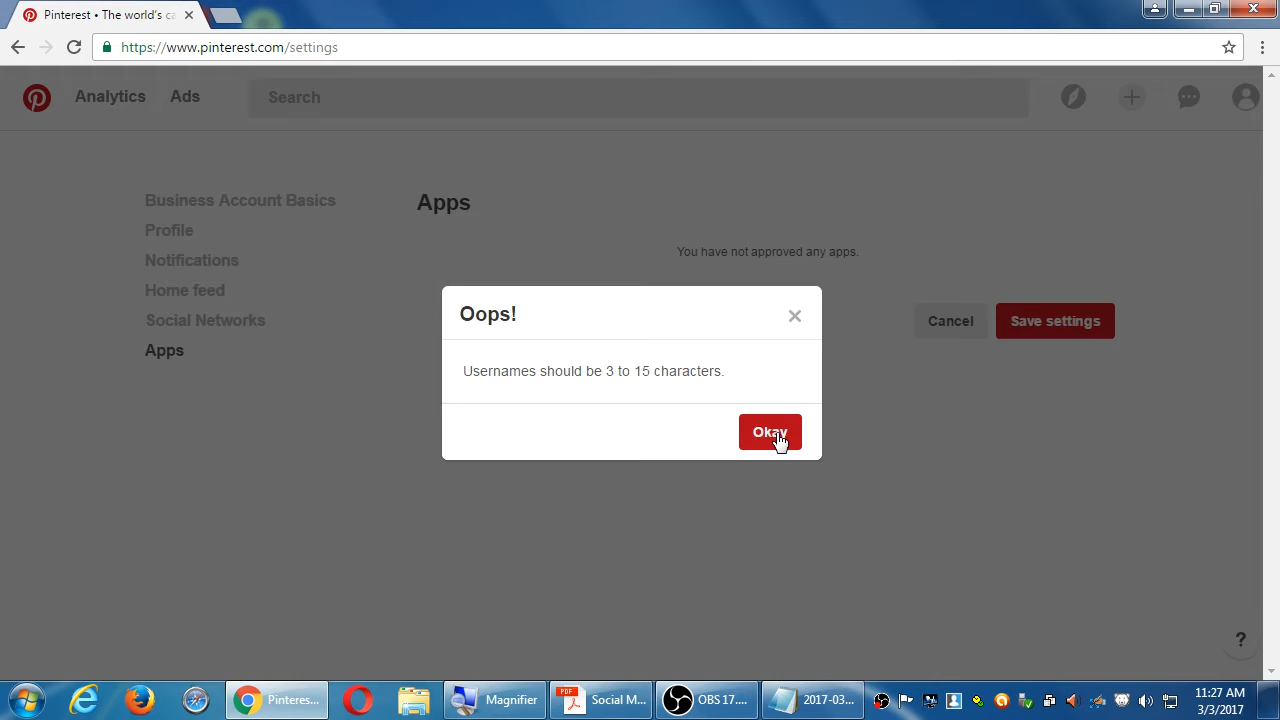 Pinterest • The world's ca
https://www.pinterest.com/settings
Analytics
Ads
Search
Business Account Basics
Profile
Notifications
Home feed
Social Networks
Apps
Apps
You have not approved any apps.
Cancel
Save settings
Oops!
Usernames should be 3 to 15 characters.
Okay
?
Pinteres...
Magnifier
PDF
Social M...
OBS 17....
2017-03...
11:27 AM
3/3/2017